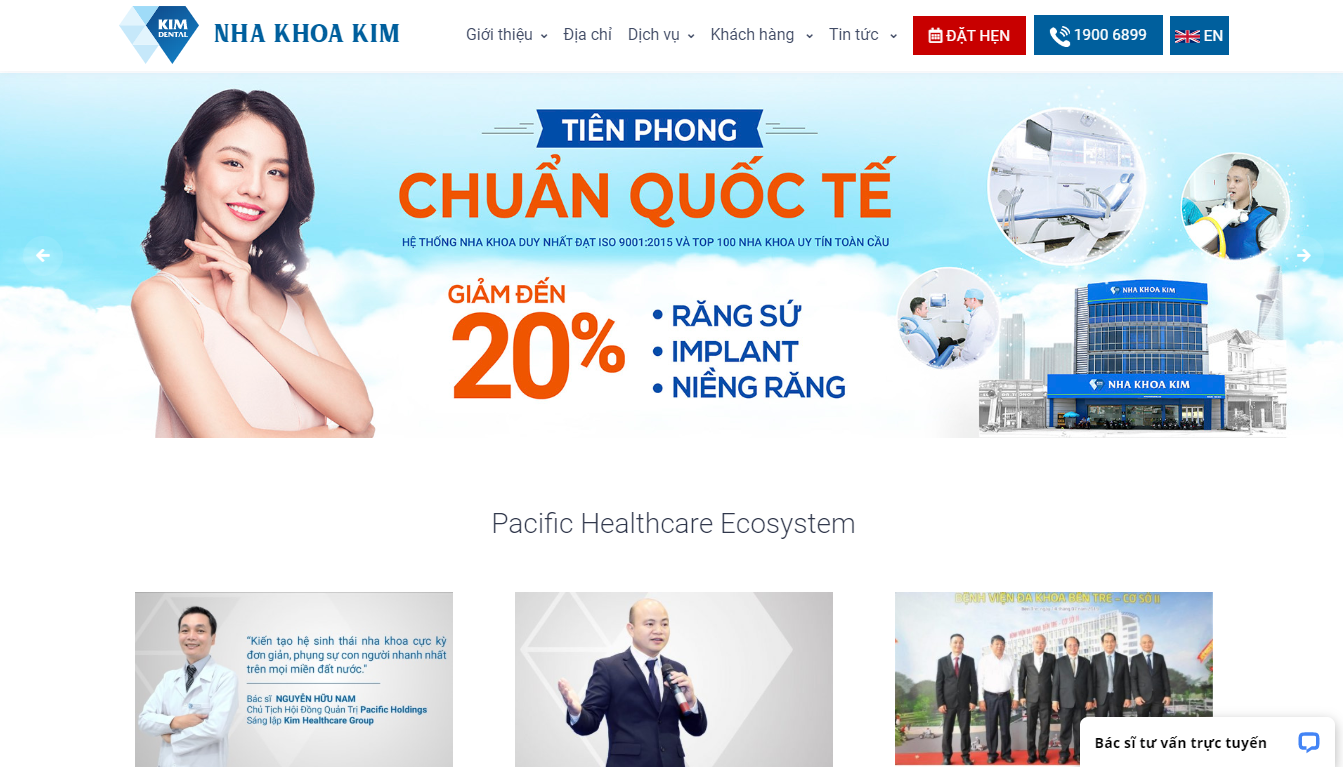 KIM
DENTAL
NHA KHOA KIM
Giới thiệu
Địa chỉ
Dịch vụ
Khách hàng
Tin tức
ĐẶT HẸN
1900 6899
EN
TIÊN PHONG
CHUẨN QUỐC TẾ
HỆ THỐNG NHA KHOA DUY NHẤT ĐẠT ISO 9001:2015 VÀ TOP 100 NHA KHOA UY TÍN TOÀN CẦU
GIẢM ĐẾN
20%
• RĂNG SỨ
• IMPLANT
• NIỀNG RĂNG
NHA KHOA KIM
NHA KHOA KIM
Pacific Healthcare Ecosystem
“Kiến tạo hệ sinh thái nha khoa cực kỳ
đơn giản, phụng sự con người nhanh nhất
trên mọi miền đất nước."
Bác sĩ NGUYỄN HỮU NAM
Chủ Tịch Hội Đồng Quản Trị Pacific Holdings
Sáng lập Kim Healthcare Group
BỆNH VIỆN ĐA KHOA BẾN TRE - CƠ SỞ II
Bác sĩ tư vấn trực tuyến